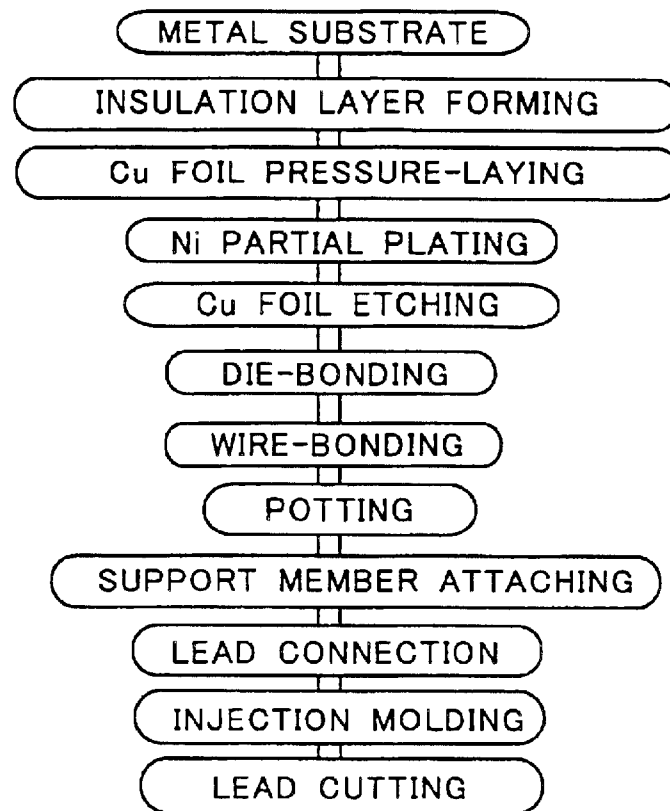 METAL SUBSTRATE
INSULATION LAYER FORMING
Cu FOIL PRESSURE-LAYING
Ni PARTIAL PLATING
Cu FOIL ETCHING
DIE-BONDING
WIRE-BONDING
POTTING
SUPPORT MEMBER ATTACHING
LEAD CONNECTION
INJECTION MOLDING
LEAD CUTTING